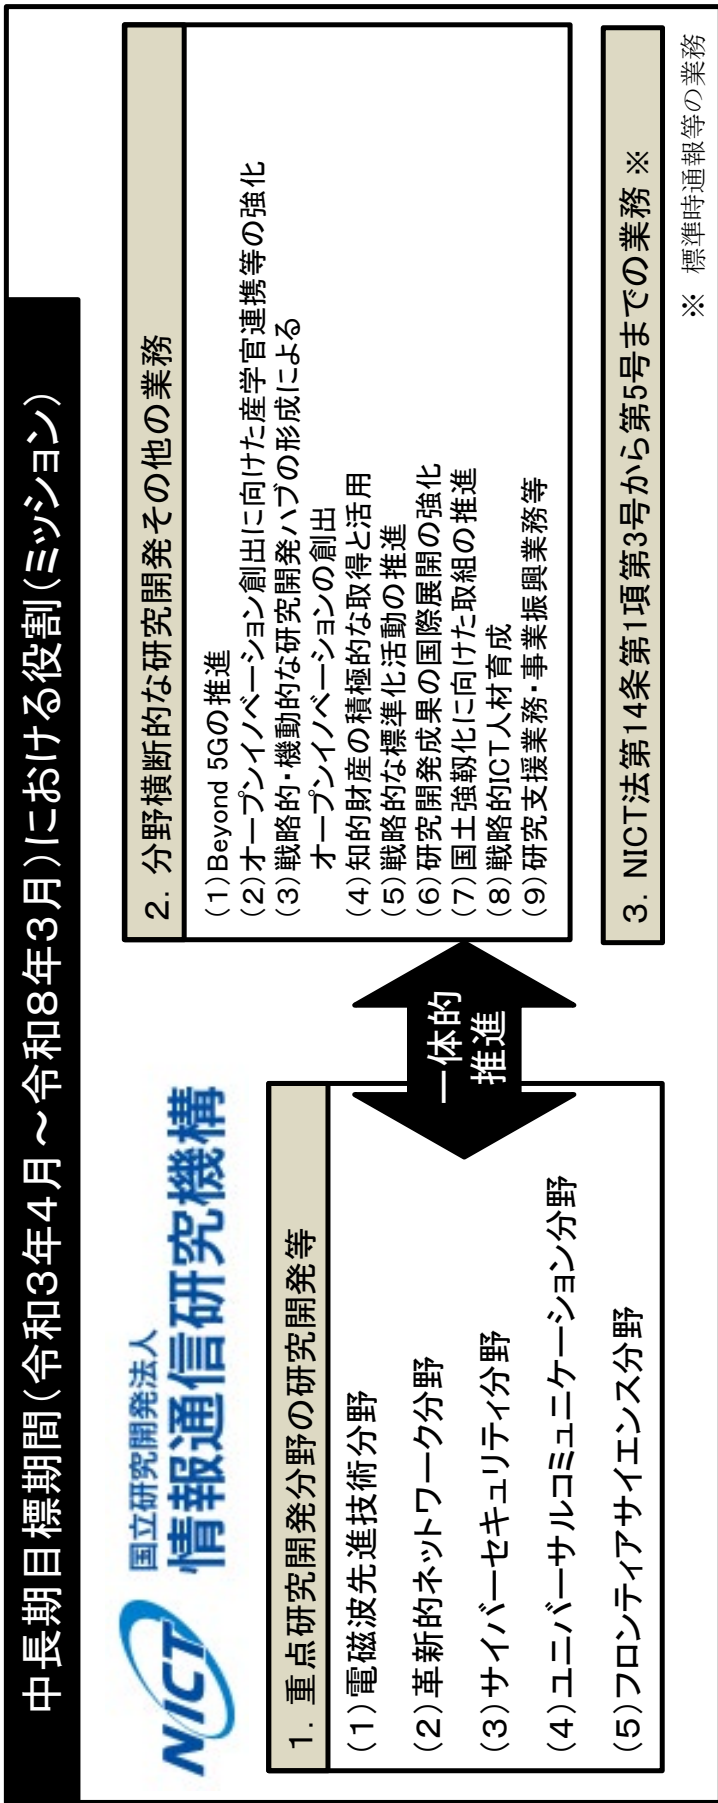 中長期目標期間(令和3年4月～令和8年3月)における役割(ミッション)
NICT
国立研究開発法人
情報通信研究機構
1. 重点研究開発分野の研究開発等
(1)電磁波先進技術分野
(2)革新的ネットワーク分野
(3)サイバーセキュリティ分野
(4)ユニバーサルコミュニケーション分野
(5)フロンティアサイエンス分野
一体的
推進
2. 分野横断的な研究開発その他の業務
(1)Beyond 5Gの推進
(2)オープンイノベーション創出に向けた産学官連携等の強化
(3)戦略的・機動的な研究開発ハブの形成による
オープンイノベーションの創出
(4)知的財産の積極的な取得と活用
(5)戦略的な標準化活動の推進
(6)研究開発成果の国際展開の強化
(7)国土強靱化に向けた取組の推進
(8)戦略的ICT人材育成
(9)研究支援業務・事業振興業務等
3. NICT法第14条第1項第3号から第5号までの業務 ※
※ 標準時通報等の業務